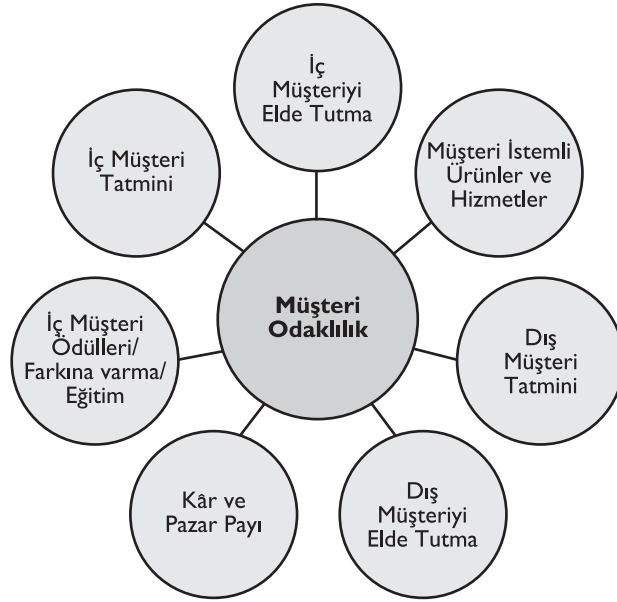 İç
Müşteriyi
Elde Tutma
Müşteri İstemli
Ürünler ve
Hizmetler
Dış
Müşteri
Tatmini
Dış
Müşteriyi
Elde Tutma
Kâr ve
Pazar Payı
İç Müşteri
Ödülleri/
Farkına varma/
Eğitim
İç Müşteri
Tatmini
Müşteri
Odaklılık